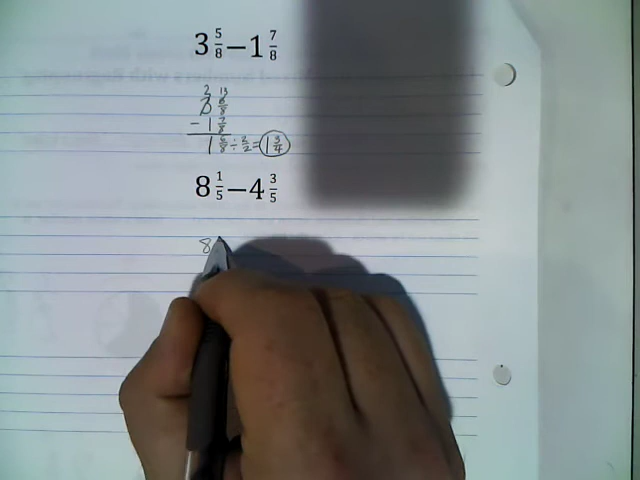 3 5/8 − 1 7/8
2 13
3 5/8
− 1 7/8
1 6/8 ÷ 2/2 = 1 3/4
8 1/5 − 4 3/5
8